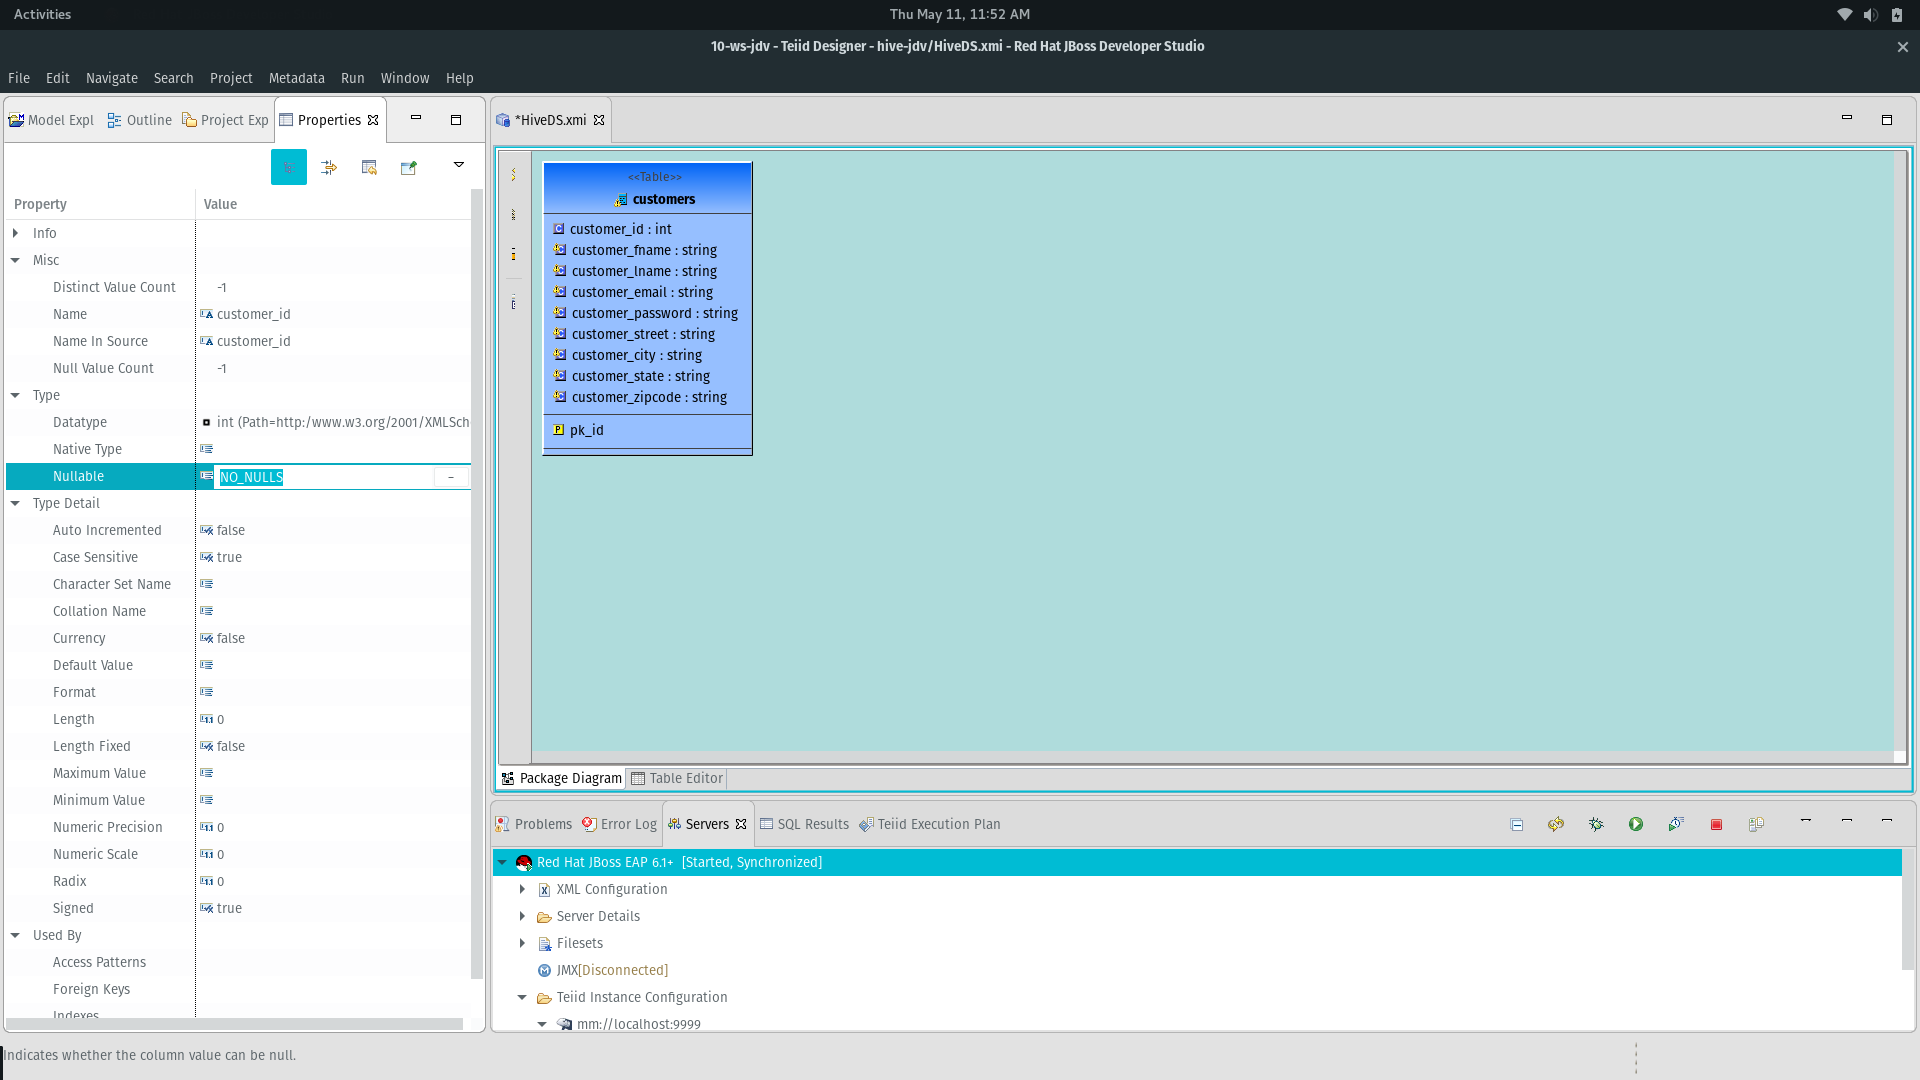 Activities
Thu May 11, 11:52 AM
10-ws-jdv - Teiid Designer - hive-jdv/HiveDS.xmi - Red Hat JBoss Developer Studio
File Edit Navigate Search Project Metadata Run Window Help
Model Expl Outline Project Exp Properties
Property Value
Info
Misc
Distinct Value Count -1
Name customer_id
Name In Source customer_id
Null Value Count -1
Type
Datatype int (Path=http:/www.w3.org/2001/XMLSch
Native Type
Nullable NO_NULLS
Type Detail
Auto Incremented false
Case Sensitive true
Character Set Name
Collation Name
Currency false
Default Value
Format
Length 0
Length Fixed false
Maximum Value
Minimum Value
Numeric Precision 0
Numeric Scale 0
Radix 0
Signed true
Used By
Access Patterns
Foreign Keys
Indexes
*HiveDS.xmi
<<Table>>
customers
customer_id : int
customer_fname : string
customer_lname : string
customer_email : string
customer_password : string
customer_street : string
customer_city : string
customer_state : string
customer_zipcode : string
pk_id
Package Diagram Table Editor
Problems Error Log Servers SQL Results Teiid Execution Plan
Red Hat JBoss EAP 6.1+ [Started, Synchronized]
XML Configuration
Server Details
Filesets
JMX[Disconnected]
Teiid Instance Configuration
mm://localhost:9999
Indicates whether the column value can be null.